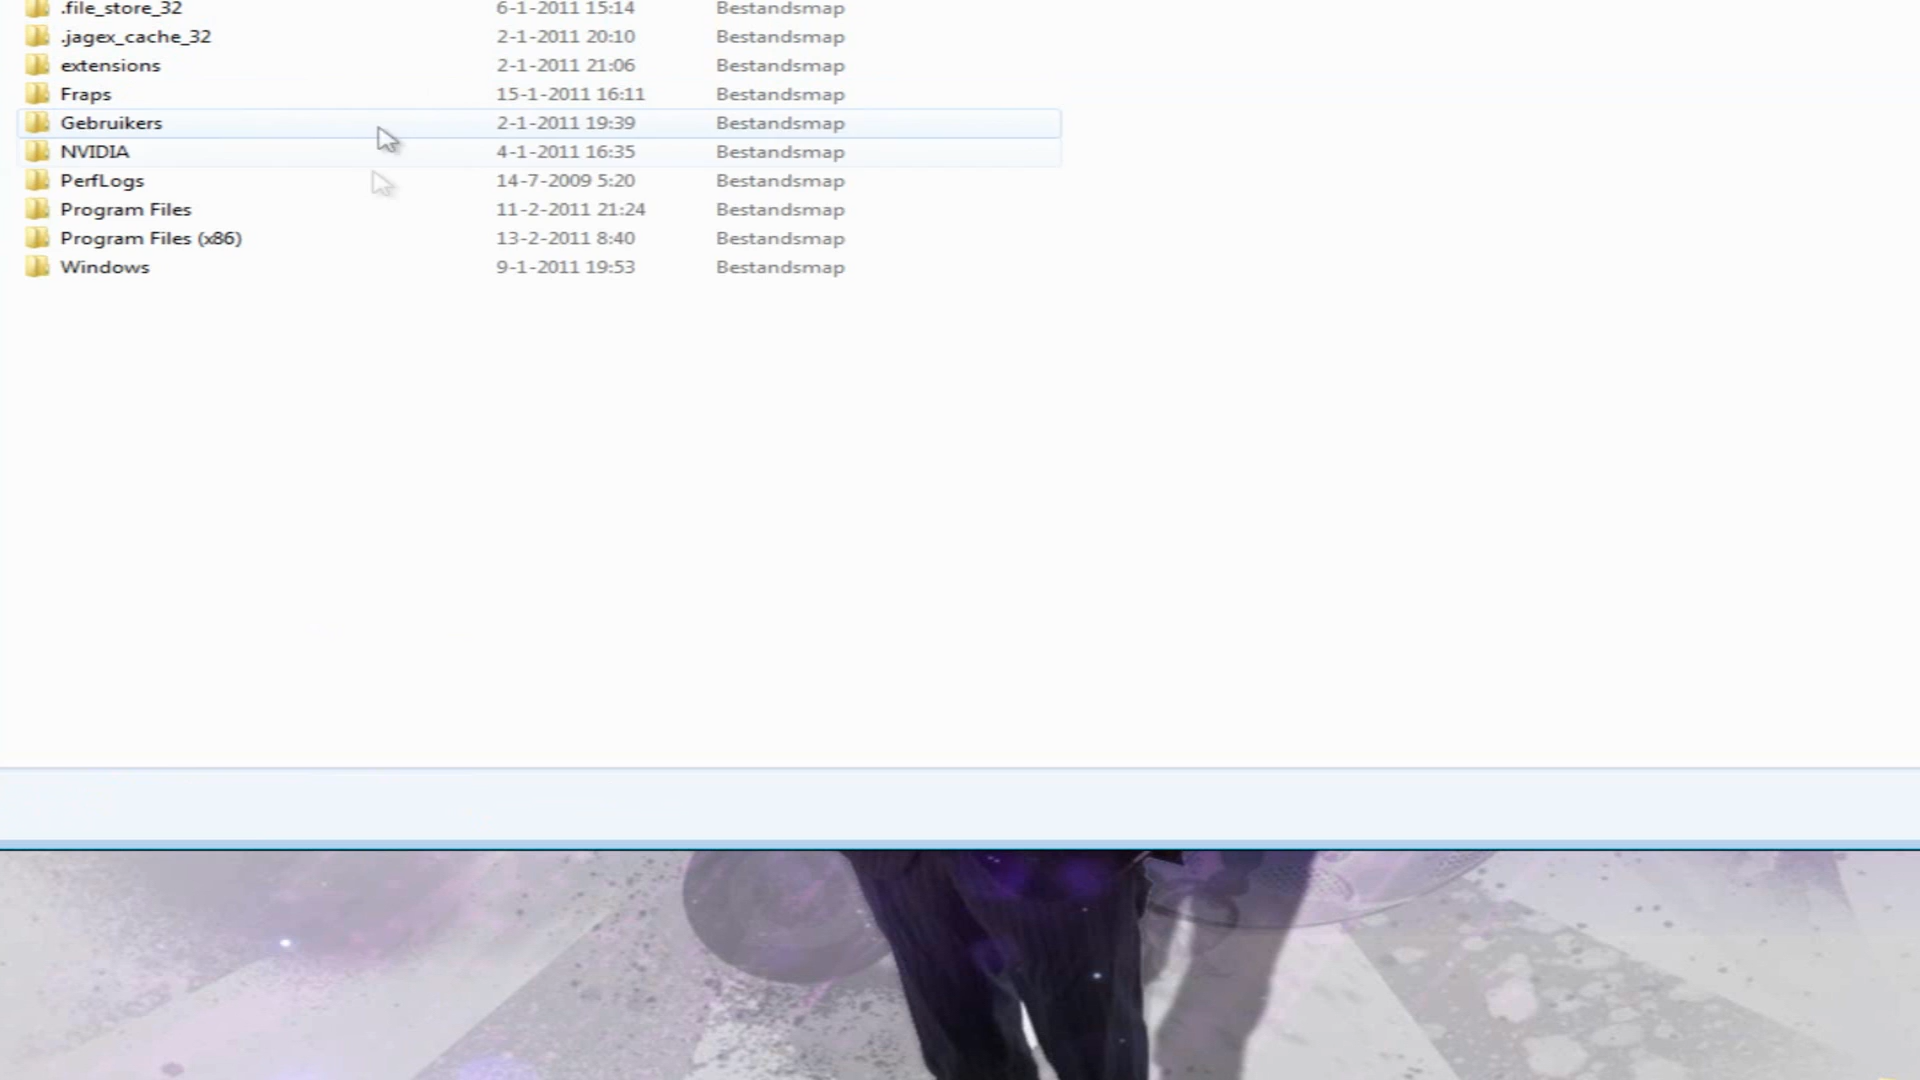 .file_store_32 6-1-2011 15:14 Bestandsmap
.jagex_cache_32 2-1-2011 20:10 Bestandsmap
extensions 2-1-2011 21:06 Bestandsmap
Fraps 15-1-2011 16:11 Bestandsmap
Gebruikers 2-1-2011 19:39 Bestandsmap
NVIDIA 4-1-2011 16:35 Bestandsmap
PerfLogs 14-7-2009 5:20 Bestandsmap
Program Files 11-2-2011 21:24 Bestandsmap
Program Files (x86) 13-2-2011 8:40 Bestandsmap
Windows 9-1-2011 19:53 Bestandsmap